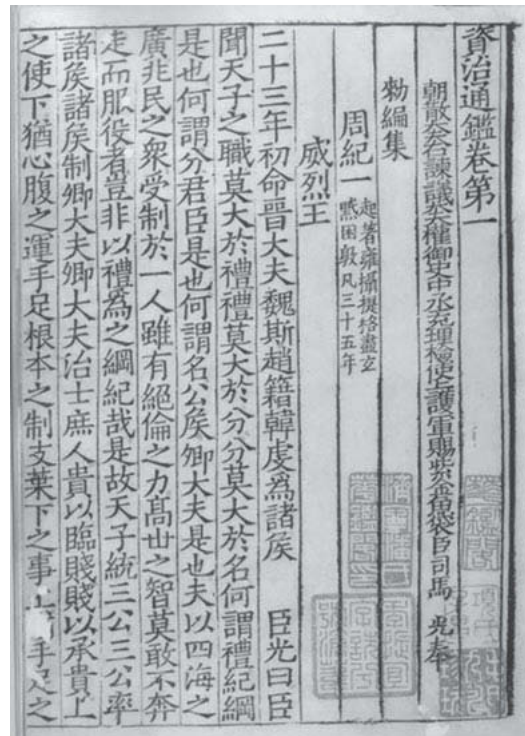 資治通鑑卷第一
朝散大夫右諫議大夫權御史中丞充理檢使上護軍賜紫金魚袋臣司馬 光奉
勑編集
周紀一 起著雍攝提格盡玄黓困敦凡三十五年
威烈王
二十三年初命晉大夫魏斯趙籍韓虔爲諸侯 臣光曰臣
聞天子之職莫大於禮禮莫大於分分莫大於名何謂禮紀綱
是也何謂分君臣是也何謂名公侯卿大夫是也夫以四海之
廣兆民之衆受制於一人雖有絕倫之力高世之智莫敢不奔
走而服役者豈非以禮爲之綱紀哉是故天子統三公三公率
諸侯諸侯制卿大夫卿大夫治士庶人貴以臨賤賤以承貴上
之使下猶心腹之運手足根本之制支葉下之事上猶手足之